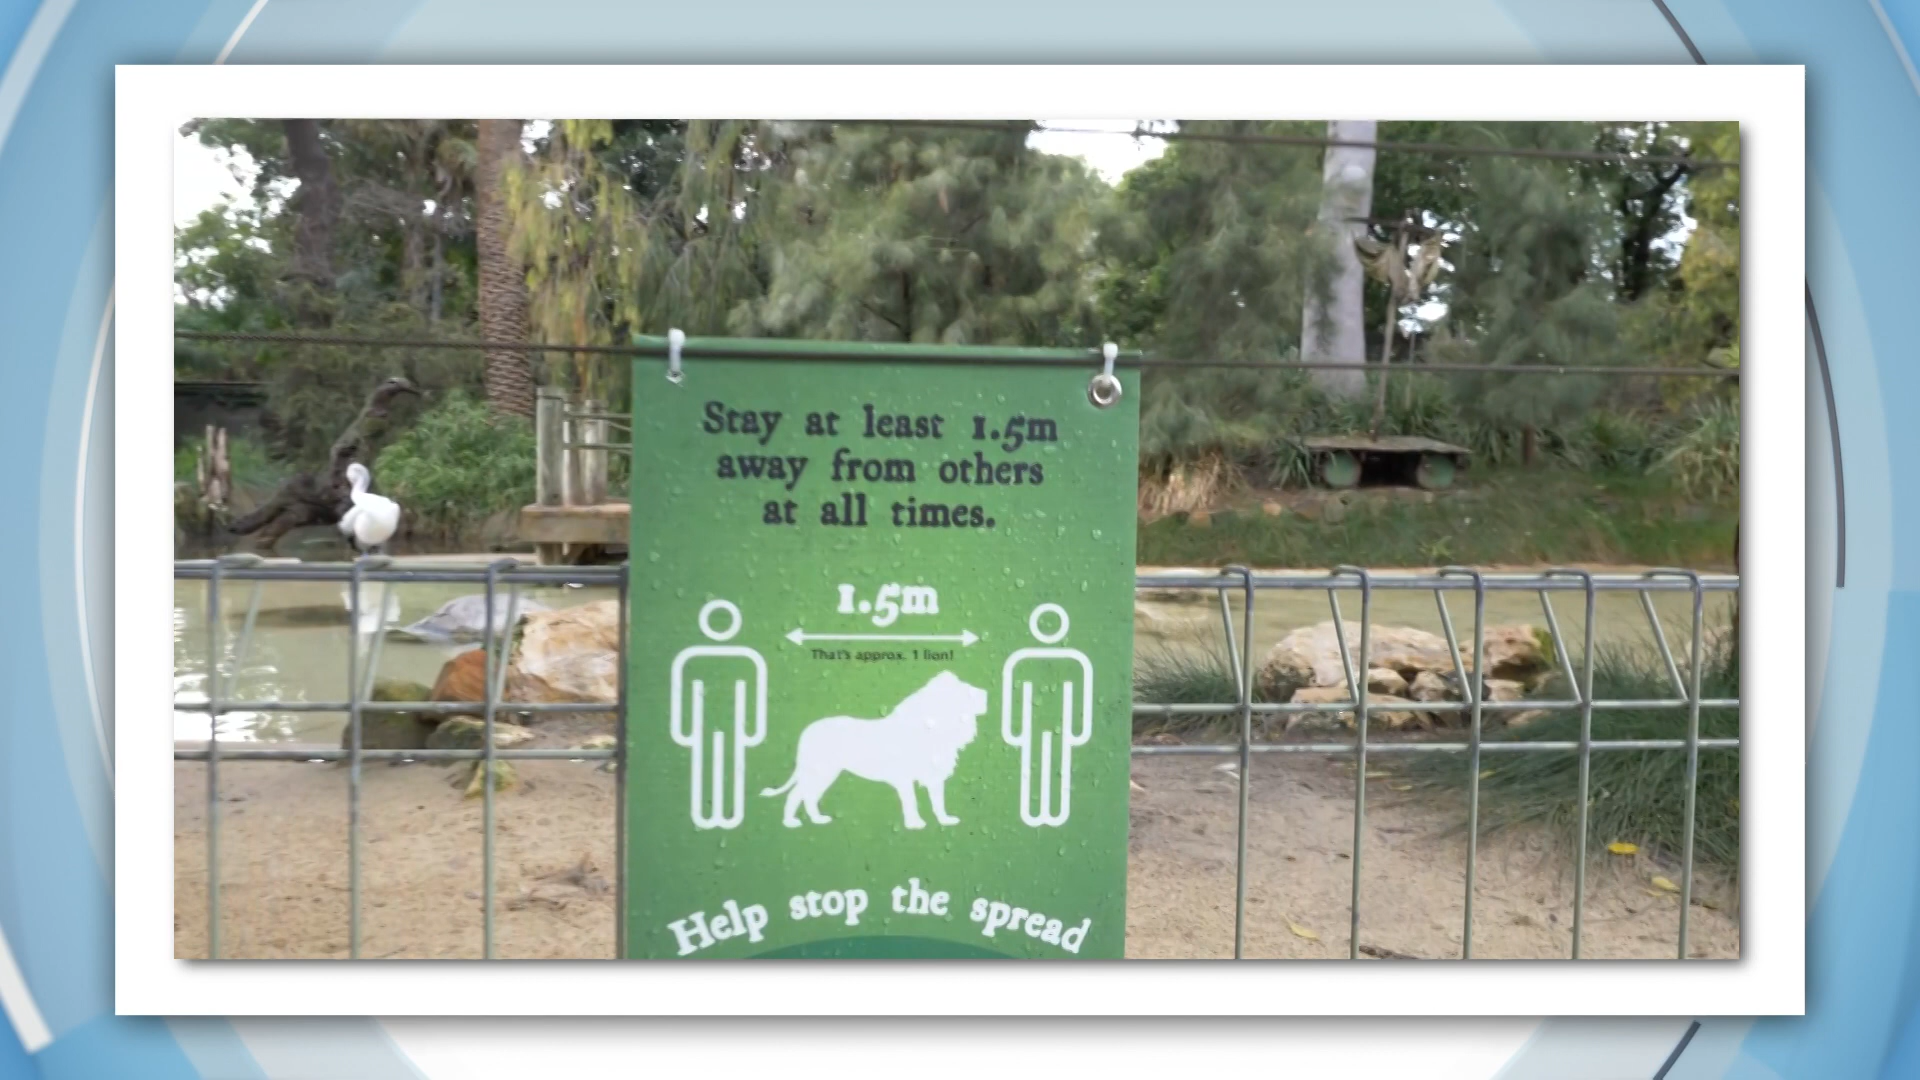 Stay at least 1.5m
away from others
at all times.
1.5m
That's approx. 1 lion!
Help stop the spread